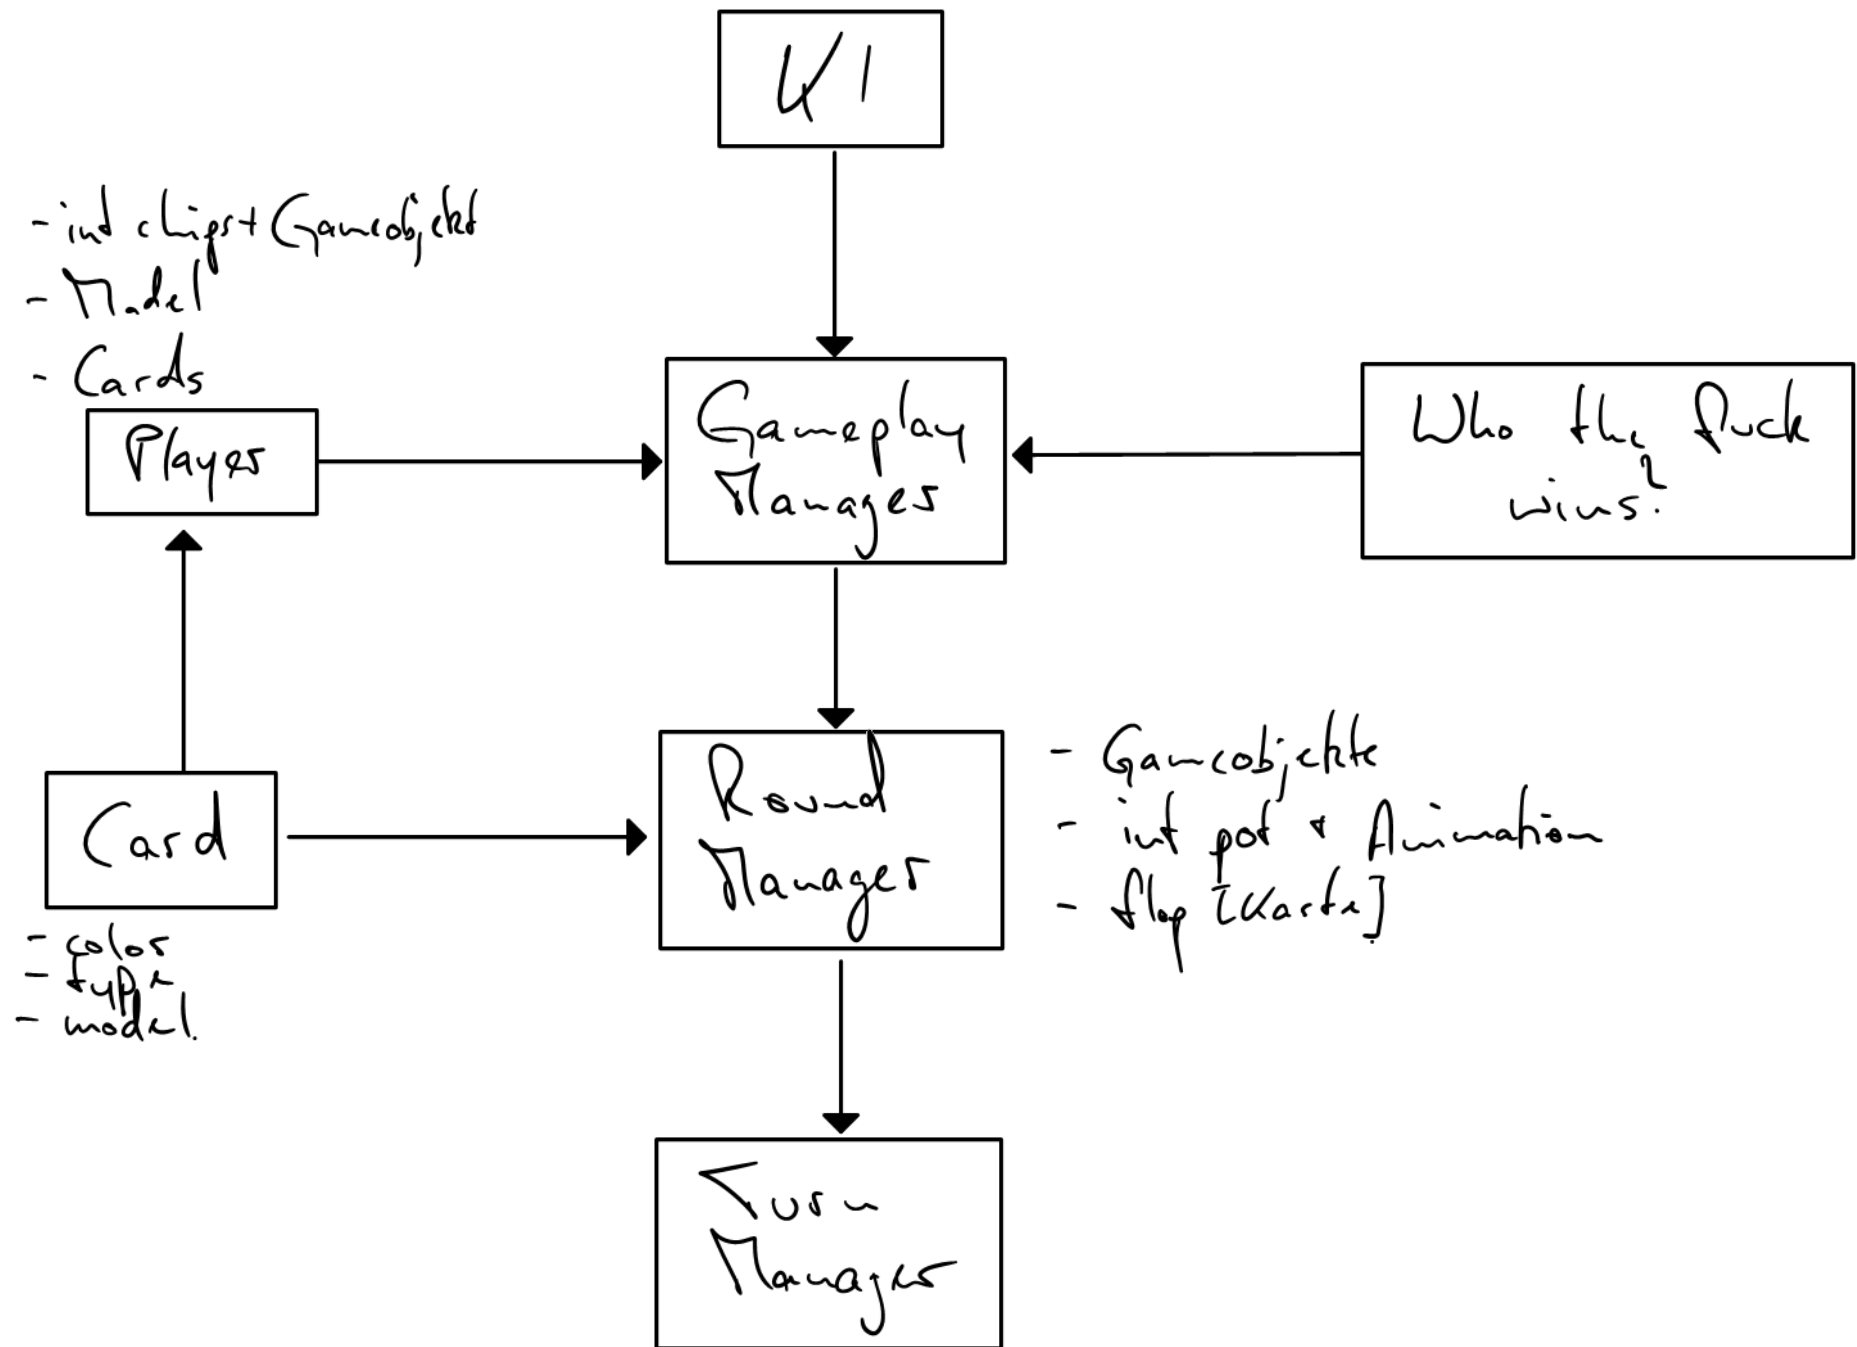 KI
- int chips + Gameobjekt
- Model
- Cards
Player
Gameplay
Manager
Who the fuck
wins?
Card
- color
- type
- model.
Round
Manager
- Gameobjekte
- int pot + Animation
- flop [Karte]
Turn
Manager